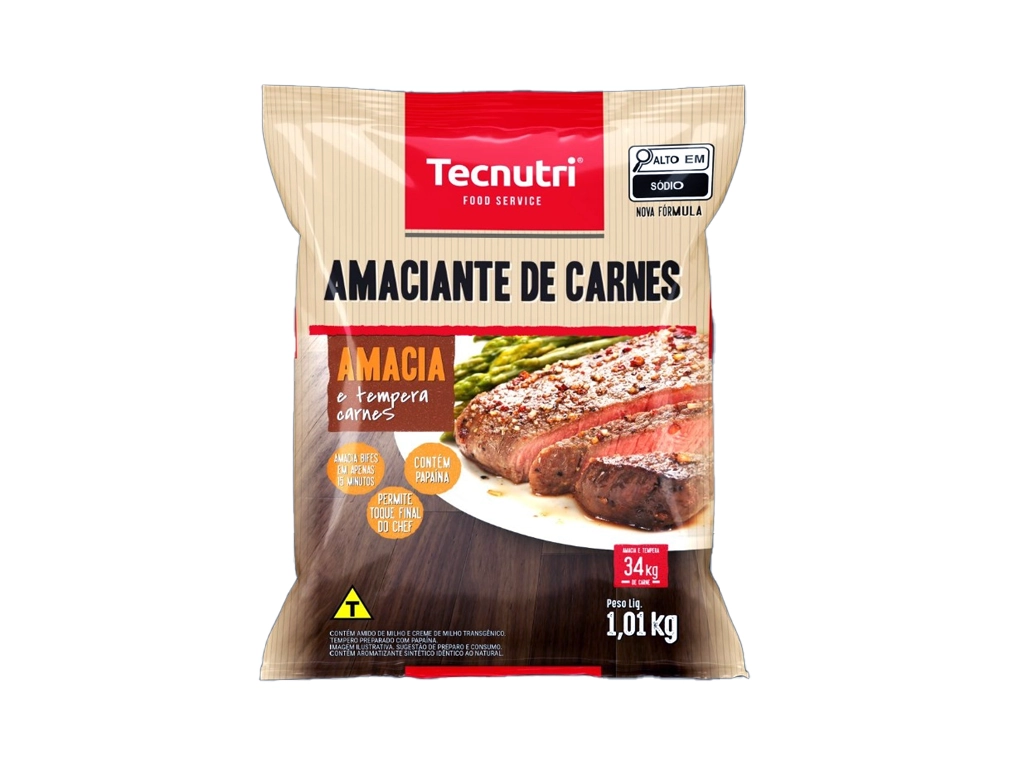 Tecnutri®
FOOD SERVICE
ALTO EM
SÓDIO
NOVA FÓRMULA
AMACIANTE DE CARNES
AMACIA
e tempera
carnes
AMACIA BIFES
EM APENAS
15 MINUTOS
CONTÉM
PAPAÍNA
PERMITE
TOQUE FINAL
DO CHEF
AMACIA E TEMPERA
34kg
DE CARNE
Peso Liq.
1,01kg
T
CONTÉM AMIDO DE MILHO E CREME DE MILHO TRANSGÊNICO.
TEMPERO PREPARADO COM PAPAÍNA.
IMAGEM ILUSTRATIVA. SUGESTÃO DE PREPARO E CONSUMO.
CONTÉM AROMATIZANTE SINTÉTICO IDÊNTICO AO NATURAL.